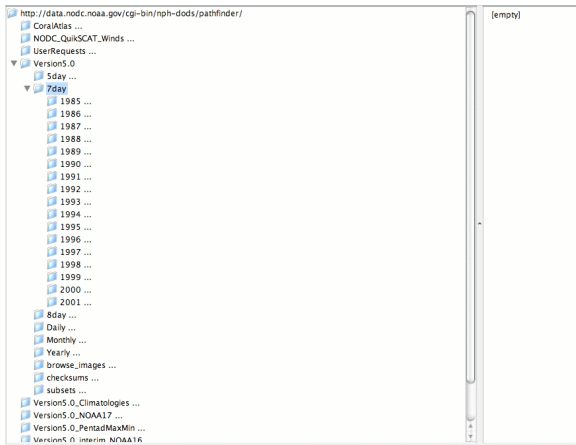 http://data.nodc.noaa.gov/cgi-bin/nph-dods/pathfinder/
CoralAtlas ...
NODC_QuikSCAT_Winds ...
UserRequests ...
Version5.0
5day ...
7day
1985 ...
1986 ...
1987 ...
1988 ...
1989 ...
1990 ...
1991 ...
1992 ...
1993 ...
1994 ...
1995 ...
1996 ...
1997 ...
1998 ...
1999 ...
2000 ...
2001 ...
8day ...
Daily ...
Monthly ...
Yearly ...
browse_images ...
checksums ...
subsets ...
Version5.0_Climatologies ...
Version5.0_NOAA17 ...
Version5.0_PentadMaxMin ...
Version5.0_interim_NOAA16
[empty]